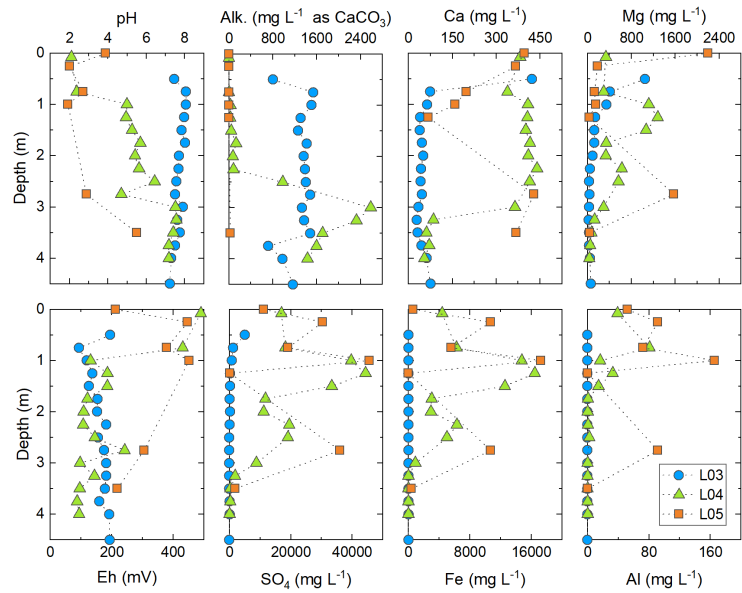 pH
Alk. (mg L⁻¹ as CaCO₃)
Ca (mg L⁻¹)
Mg (mg L⁻¹)
2 4 6 8
0 600 1200 1800 2400
0 150 300 450
0 800 1600 2400
Depth (m)
0
1
2
3
4
Depth (m)
0
1
2
3
4
L03
L04
L05
0 200 400
0 20000 40000
0 8000 16000
0 80 160
Eh (mV)
SO₄ (mg L⁻¹)
Fe (mg L⁻¹)
Al (mg L⁻¹)